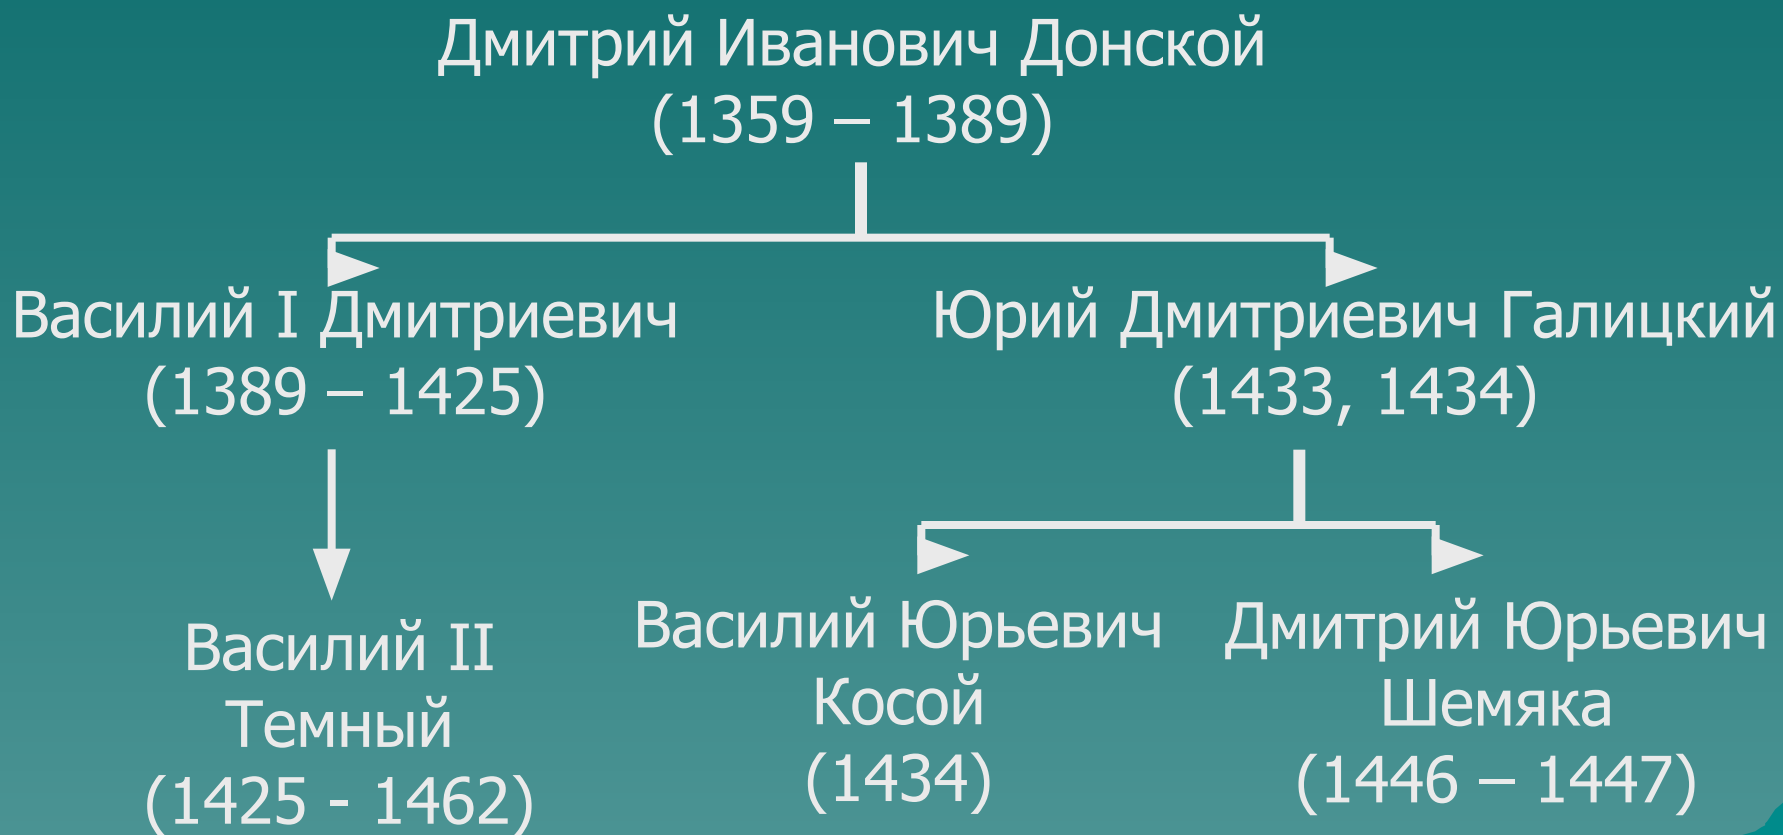 Дмитрий Иванович Донской
(1359 – 1389)
Василий I Дмитриевич
(1389 – 1425)
Юрий Дмитриевич Галицкий
(1433, 1434)
Василий II
Темный
(1425 - 1462)
Василий Юрьевич
Косой
(1434)
Дмитрий Юрьевич
Шемяка
(1446 – 1447)